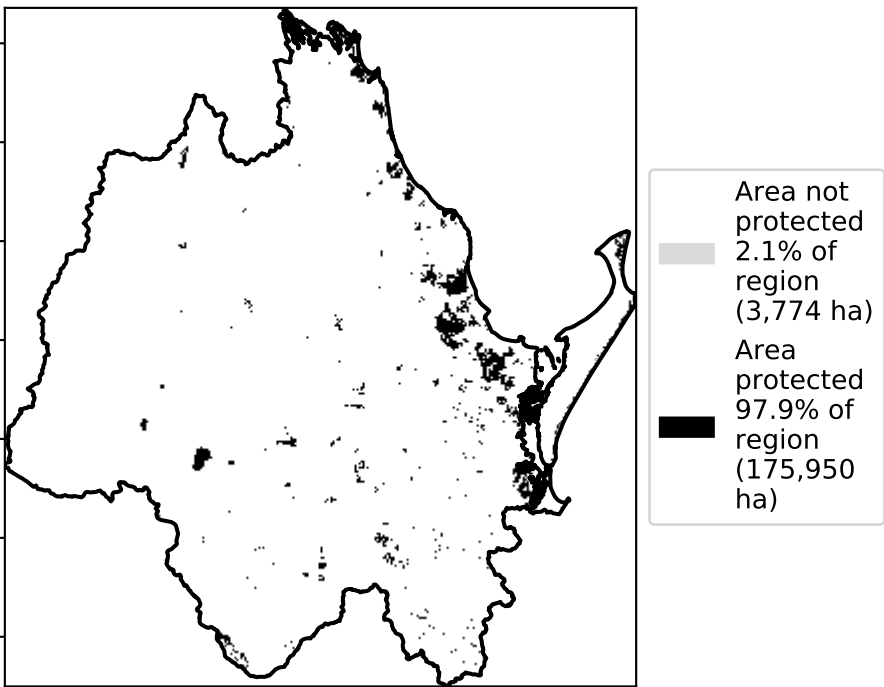 Area not
protected
2.1% of
region
(3,774 ha)
Area
protected
97.9% of
region
(175,950
ha)